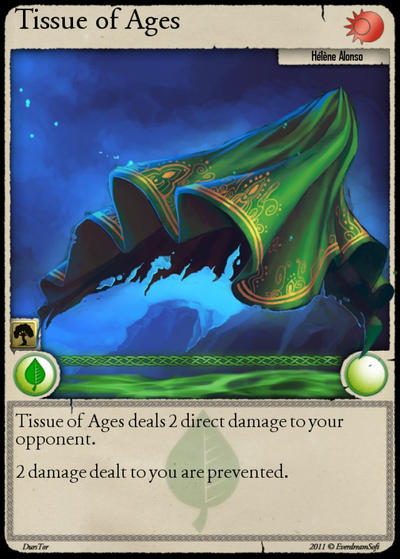 Tissue of Ages
Hélène Alonso
Tissue of Ages deals 2 direct damage to your
opponent.
2 damage dealt to you are prevented.
DursTor
2011 © EverdreamSoft